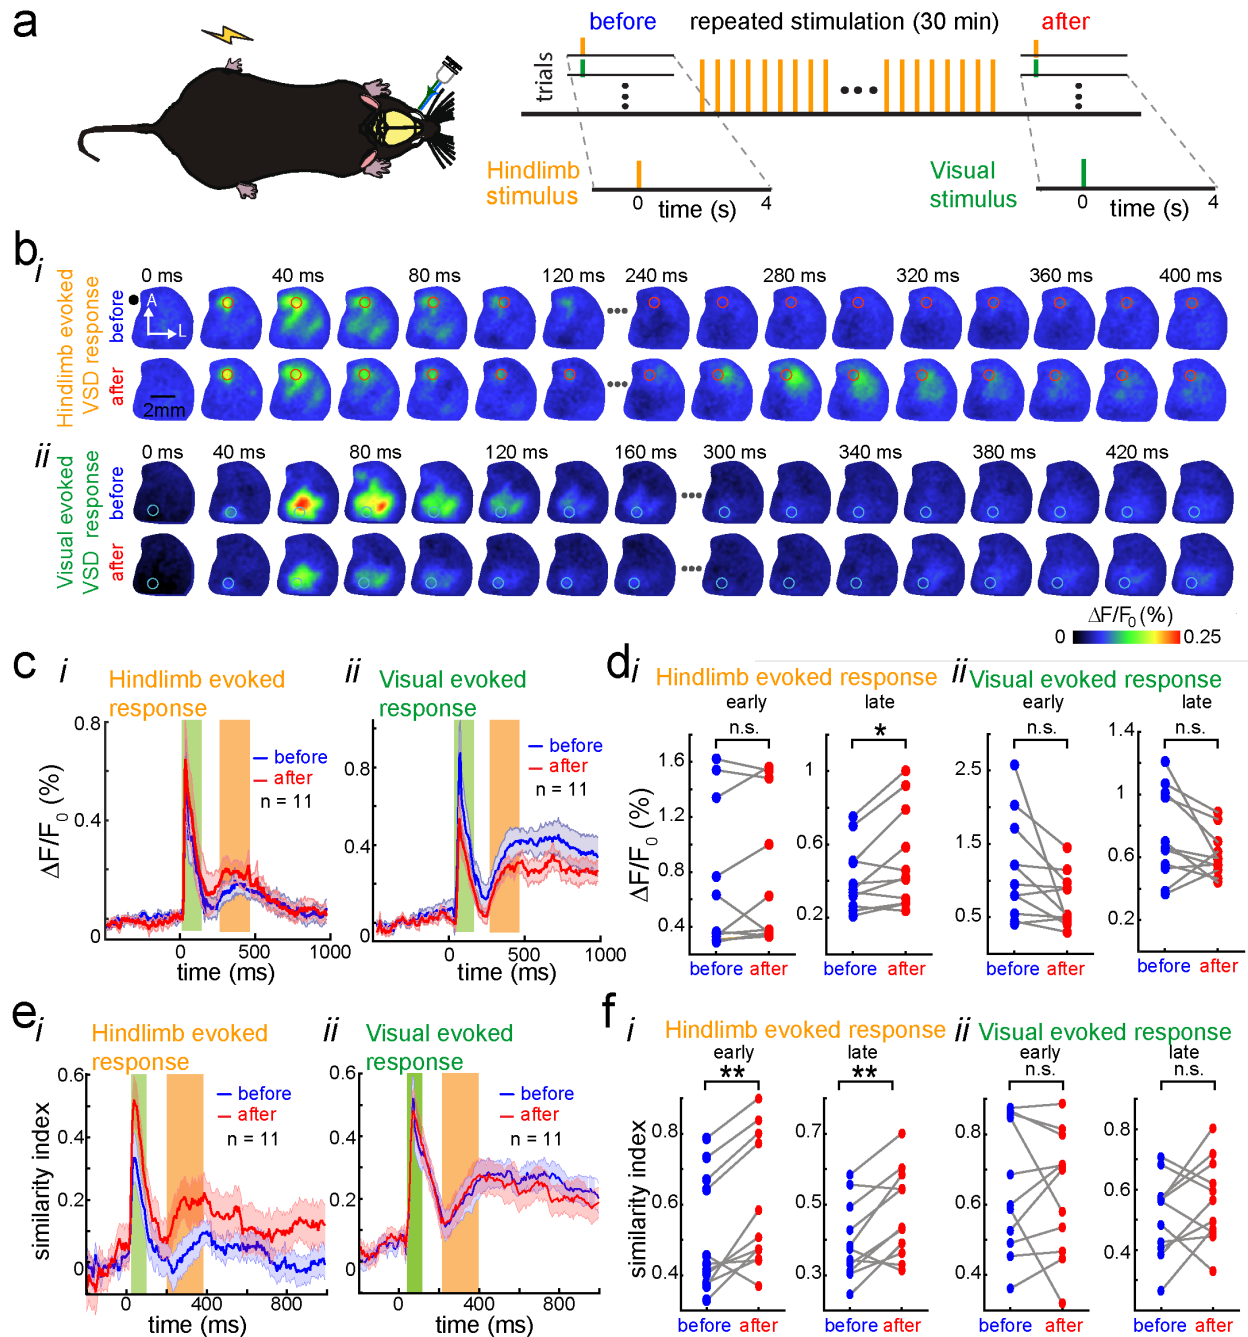 a
before
repeated stimulation (30 min)
after
trials
Hindlimb
stimulus
0
time (s)
4
Visual
stimulus
0
time (s)
4
b
i
Hindlimb evoked
VSD response
before
after
0 ms
40 ms
80 ms
120 ms
240 ms
280 ms
320 ms
360 ms
400 ms
A
L
2mm
ii
Visual evoked
VSD response
before
after
0 ms
40 ms
80 ms
120 ms
160 ms
300 ms
340 ms
380 ms
420 ms
ΔF/F0 (%)
0
0.25
c
i
Hindlimb evoked
response
0.8
0.4
0
ΔF/F0 (%)
before
after
n = 11
0
500
1000
time (ms)
ii
Visual evoked
response
0.8
0.4
0
before
after
n = 11
0
500
1000
time (ms)
d
i
Hindlimb evoked response
early
n.s.
ΔF/F0 (%)
1.6
1
0.4
before
after
late
*
1
0.6
0.2
before
after
ii
Visual evoked response
early
n.s.
2.5
1.5
0.5
before
after
late
n.s.
1.4
1
0.6
0.2
before
after
e
i
Hindlimb evoked
response
similarity index
0.6
0.4
0.2
0
before
after
n = 11
0
400
800
time (ms)
ii
Visual evoked
response
0.6
0.4
0.2
0
before
after
n = 11
0
400
800
time (ms)
f
i
Hindlimb evoked response
early
**
similarity index
0.8
0.6
0.4
before
after
late
**
0.7
0.5
0.3
before
after
ii
Visual evoked response
early
n.s.
0.8
0.6
0.4
before
after
late
n.s.
0.8
0.6
0.4
before
after